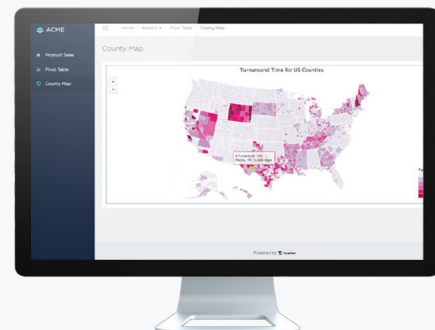 ACME
Home Reports Pivot Table County Map
Product Sales
Pivot Table
County Map
County Map
Turnaround Time for US Counties
Powered by